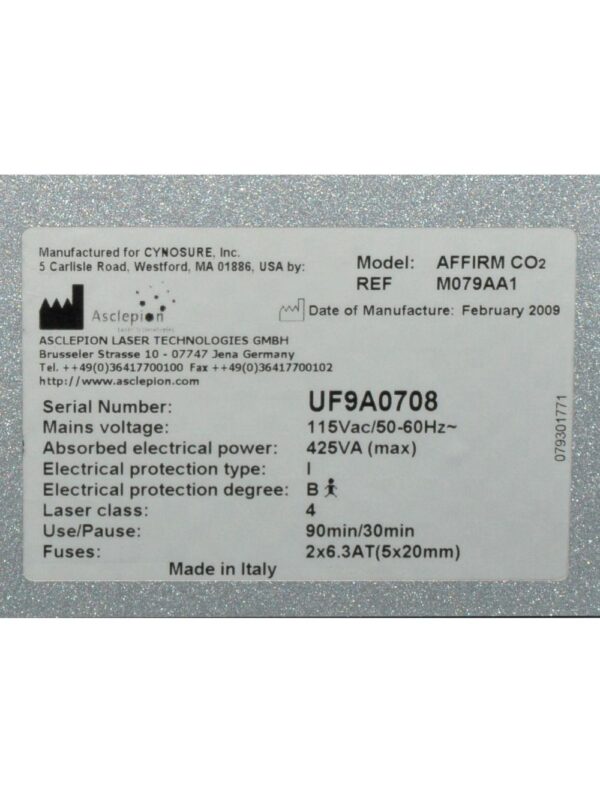 Manufactured for CYNOSURE, Inc.
5 Carlisle Road, Westford, MA 01886, USA by:
Model: AFFIRM CO2
REF M079AA1
Asclepion
Date of Manufacture: February 2009
ASCLEPION LASER TECHNOLOGIES GMBH
Brusseler Strasse 10 - 07747 Jena Germany
Tel. ++49(0)36417700100 Fax ++49(0)36417700102
http://www.asclepion.com
Serial Number: UF9A0708
Mains voltage: 115Vac/50-60Hz~
Absorbed electrical power: 425VA (max)
Electrical protection type: I
Electrical protection degree: B
Laser class: 4
Use/Pause: 90min/30min
Fuses: 2x6.3AT(5x20mm)
Made in Italy
079301771